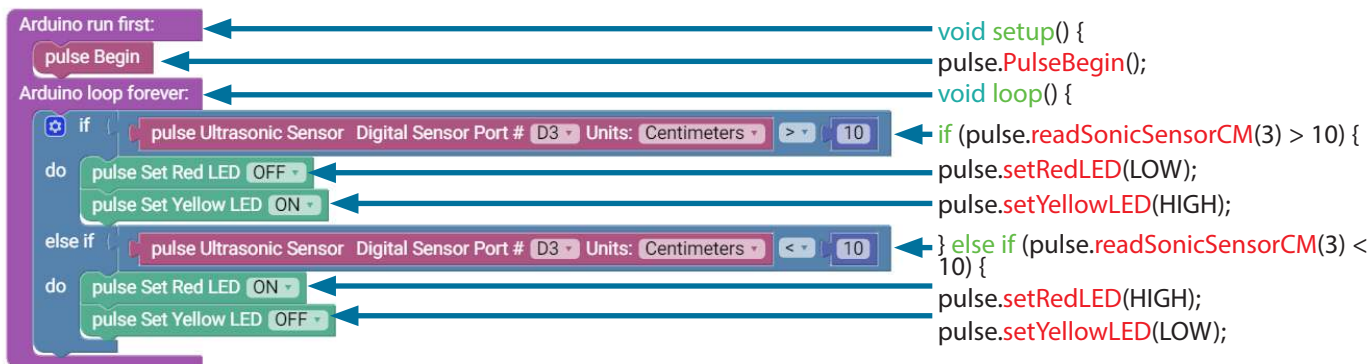 Arduino run first:
void setup() {
pulse Begin
pulse.PulseBegin();
Arduino loop forever:
void loop() {
if pulse Ultrasonic Sensor Digital Sensor Port # D3 Units: Centimeters > 10
if (pulse.readSonicSensorCM(3) > 10) {
do pulse Set Red LED OFF
pulse.setRedLED(LOW);
pulse Set Yellow LED ON
pulse.setYellowLED(HIGH);
else if pulse Ultrasonic Sensor Digital Sensor Port # D3 Units: Centimeters < 10
} else if (pulse.readSonicSensorCM(3) <
10) {
do pulse Set Red LED ON
pulse.setRedLED(HIGH);
pulse Set Yellow LED OFF
pulse.setYellowLED(LOW);